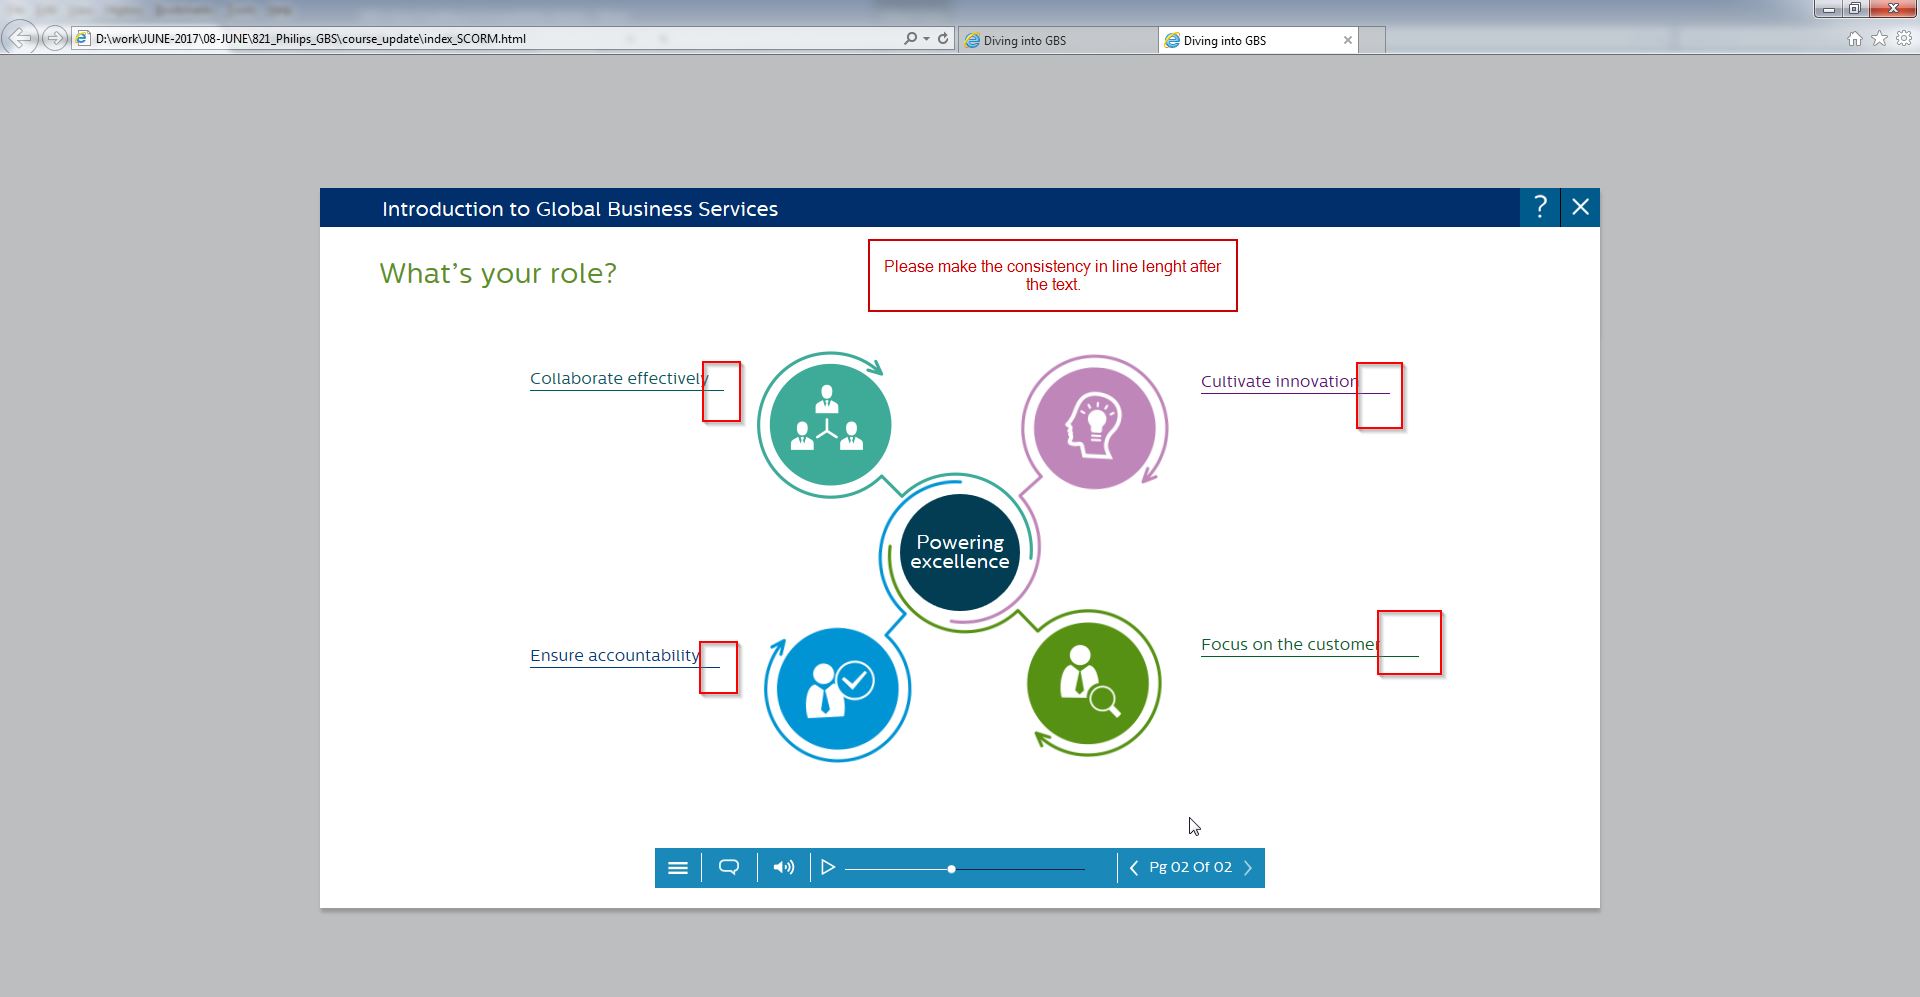 D:\work\JUNE-2017\08-JUNE\821_Philips_GBS\course_update\index_SCORM.html
Diving into GBS
Diving into GBS
Introduction to Global Business Services
?
What's your role?
Please make the consistency in line lenght after
the text.
Collaborate effectively
Cultivate innovation
Powering
excellence
Ensure accountability
Focus on the customer
Pg 02 Of 02